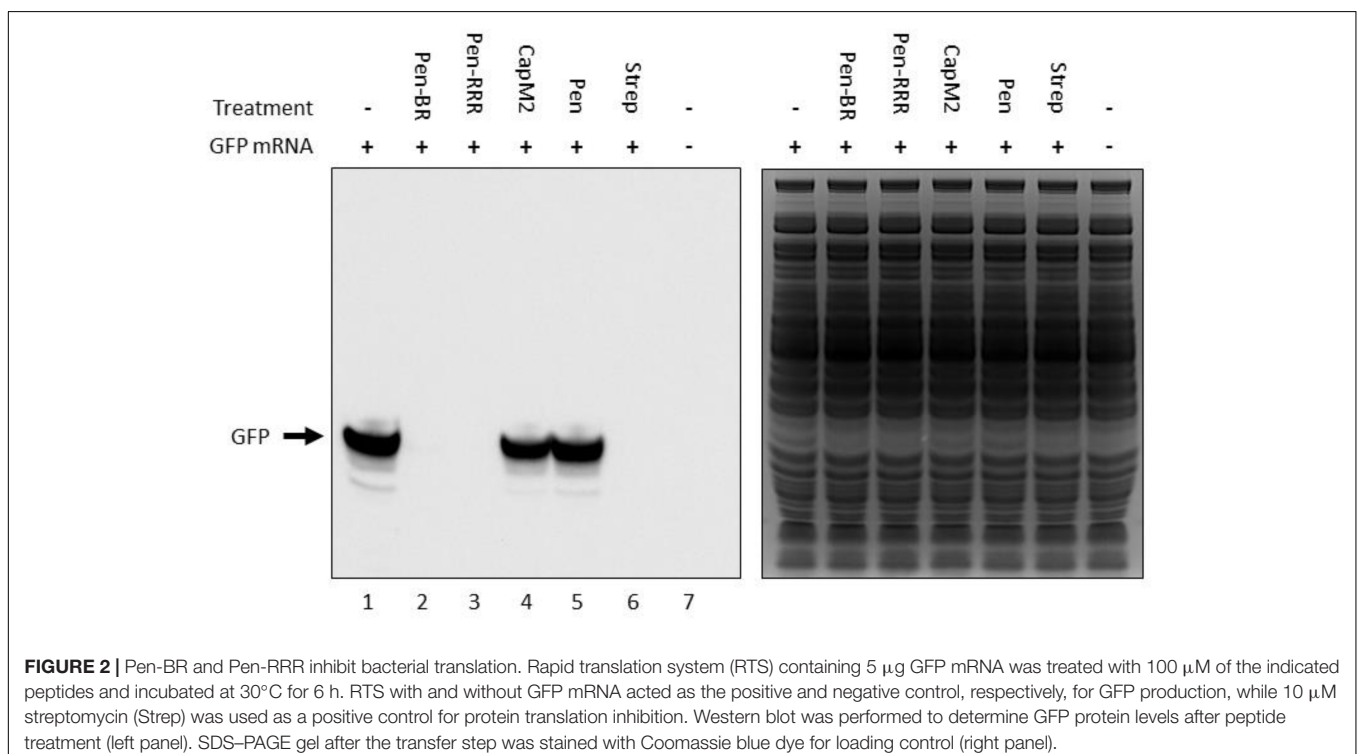 Pen-BR Pen-RRR CapM2 Pen Strep Pen-BR Pen-RRR CapM2 Pen Strep
Treatment - - - -
GFP mRNA + + + + + + - + + + + + + -
GFP
1 2 3 4 5 6 7
FIGURE 2 | Pen-BR and Pen-RRR inhibit bacterial translation. Rapid translation system (RTS) containing 5 μg GFP mRNA was treated with 100 μM of the indicated
peptides and incubated at 30°C for 6 h. RTS with and without GFP mRNA acted as the positive and negative control, respectively, for GFP production, while 10 μM
streptomycin (Strep) was used as a positive control for protein translation inhibition. Western blot was performed to determine GFP protein levels after peptide
treatment (left panel). SDS–PAGE gel after the transfer step was stained with Coomassie blue dye for loading control (right panel).